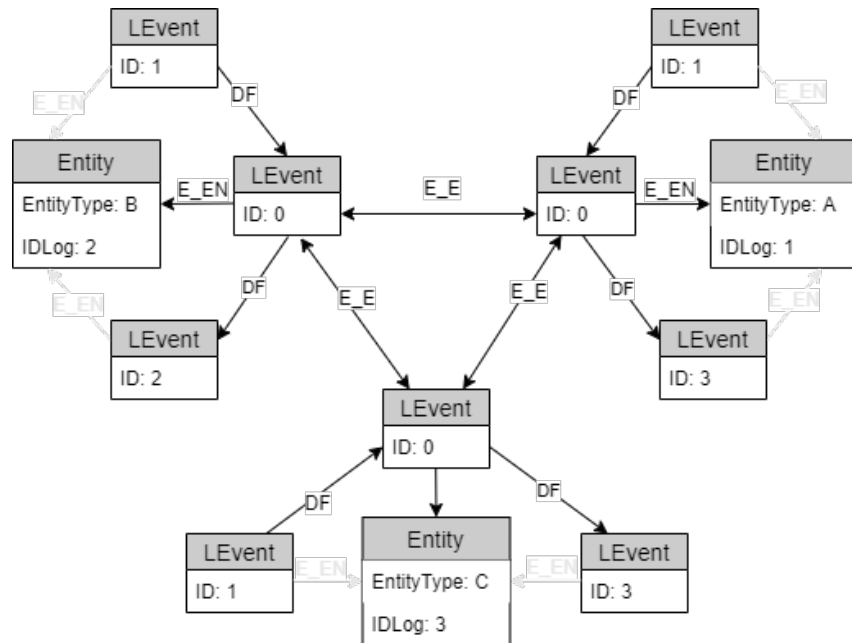 LEvent
ID: 1
LEvent
ID: 1
E_EN
DF
DF
E_EN
Entity
EntityType: B
IDLog: 2
E_EN
LEvent
ID: 0
E_E
LEvent
ID: 0
E_EN
Entity
EntityType: A
IDLog: 1
E_EN
DF
E_E
E_E
DF
E_EN
LEvent
ID: 2
LEvent
ID: 3
LEvent
ID: 0
DF
DF
LEvent
ID: 1
E_EN
Entity
EntityType: C
IDLog: 3
E_EN
LEvent
ID: 3